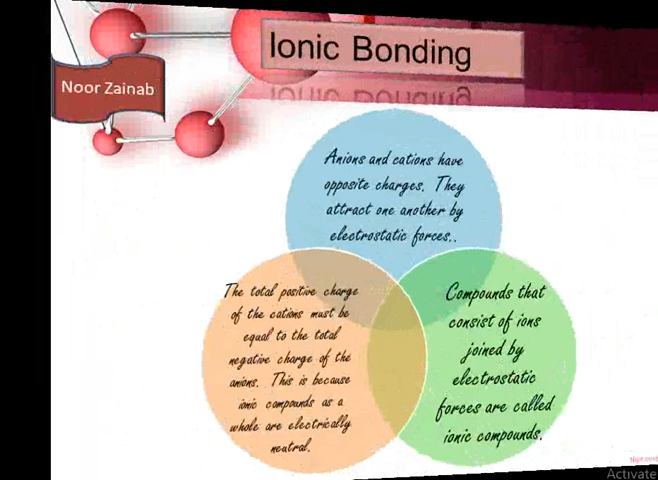 Ionic Bonding
Noor Zainab
Anions and cations have
opposite charges. They
attract one another by
electrostatic forces..
The total positive charge
of the cations must be
equal to the total
negative charge of the
anions. This is because
ionic compounds as a
whole are electrically
neutral.
Compounds that
consist of ions
joined by
electrostatic
forces are called
ionic compounds.
Activate